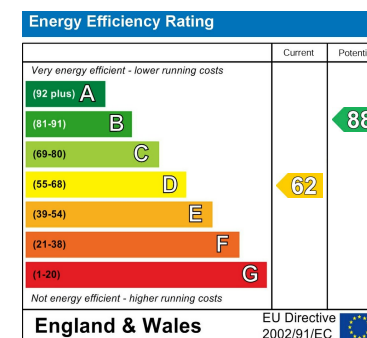 Energy Efficiency Rating
Current Potenti
Very energy efficient - lower running costs
(92 plus) A
(81-91) B
88
(69-80) C
(55-68) D
62
(39-54) E
(21-38) F
(1-20) G
Not energy efficient - higher running costs
England & Wales
EU Directive
2002/91/EC